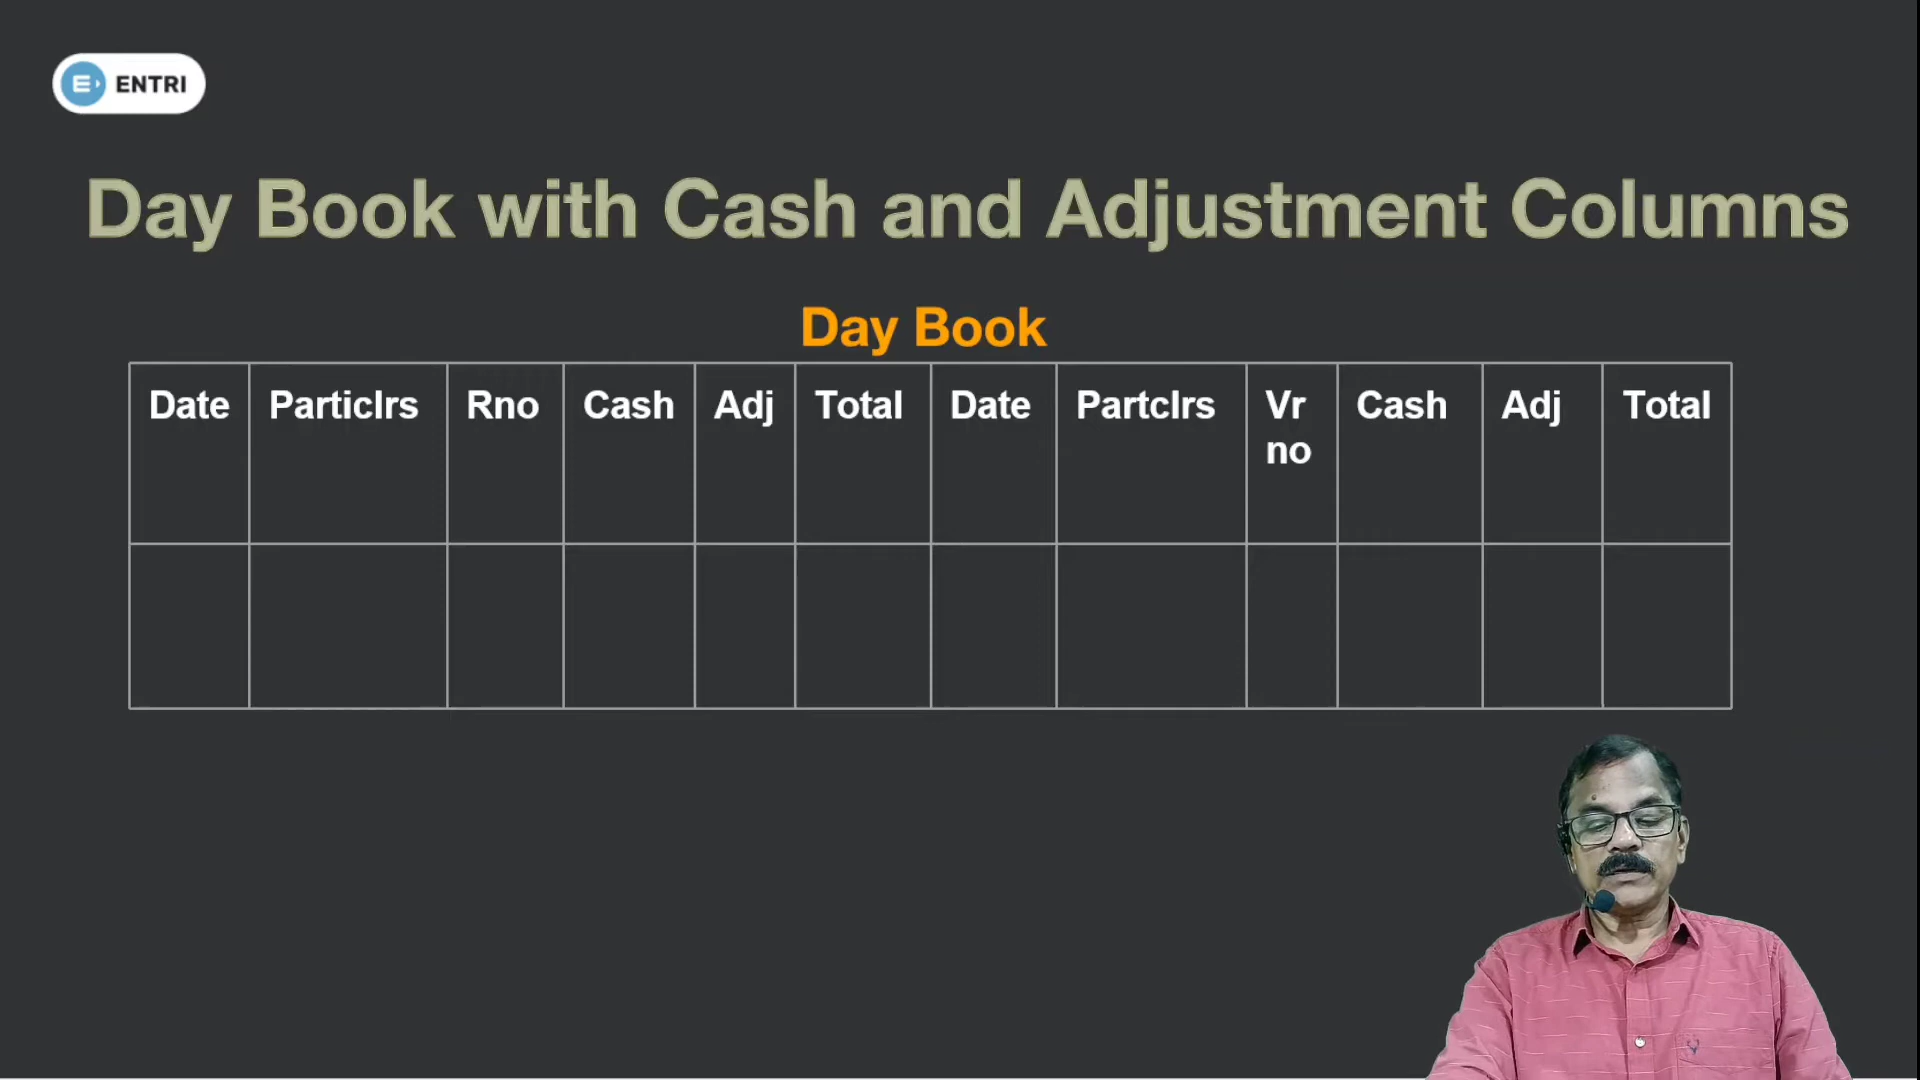 ENTRI
Day Book with Cash and Adjustment Columns
Day Book
Date Particlrs Rno Cash Adj Total Date Partclrs Vr no Cash Adj Total